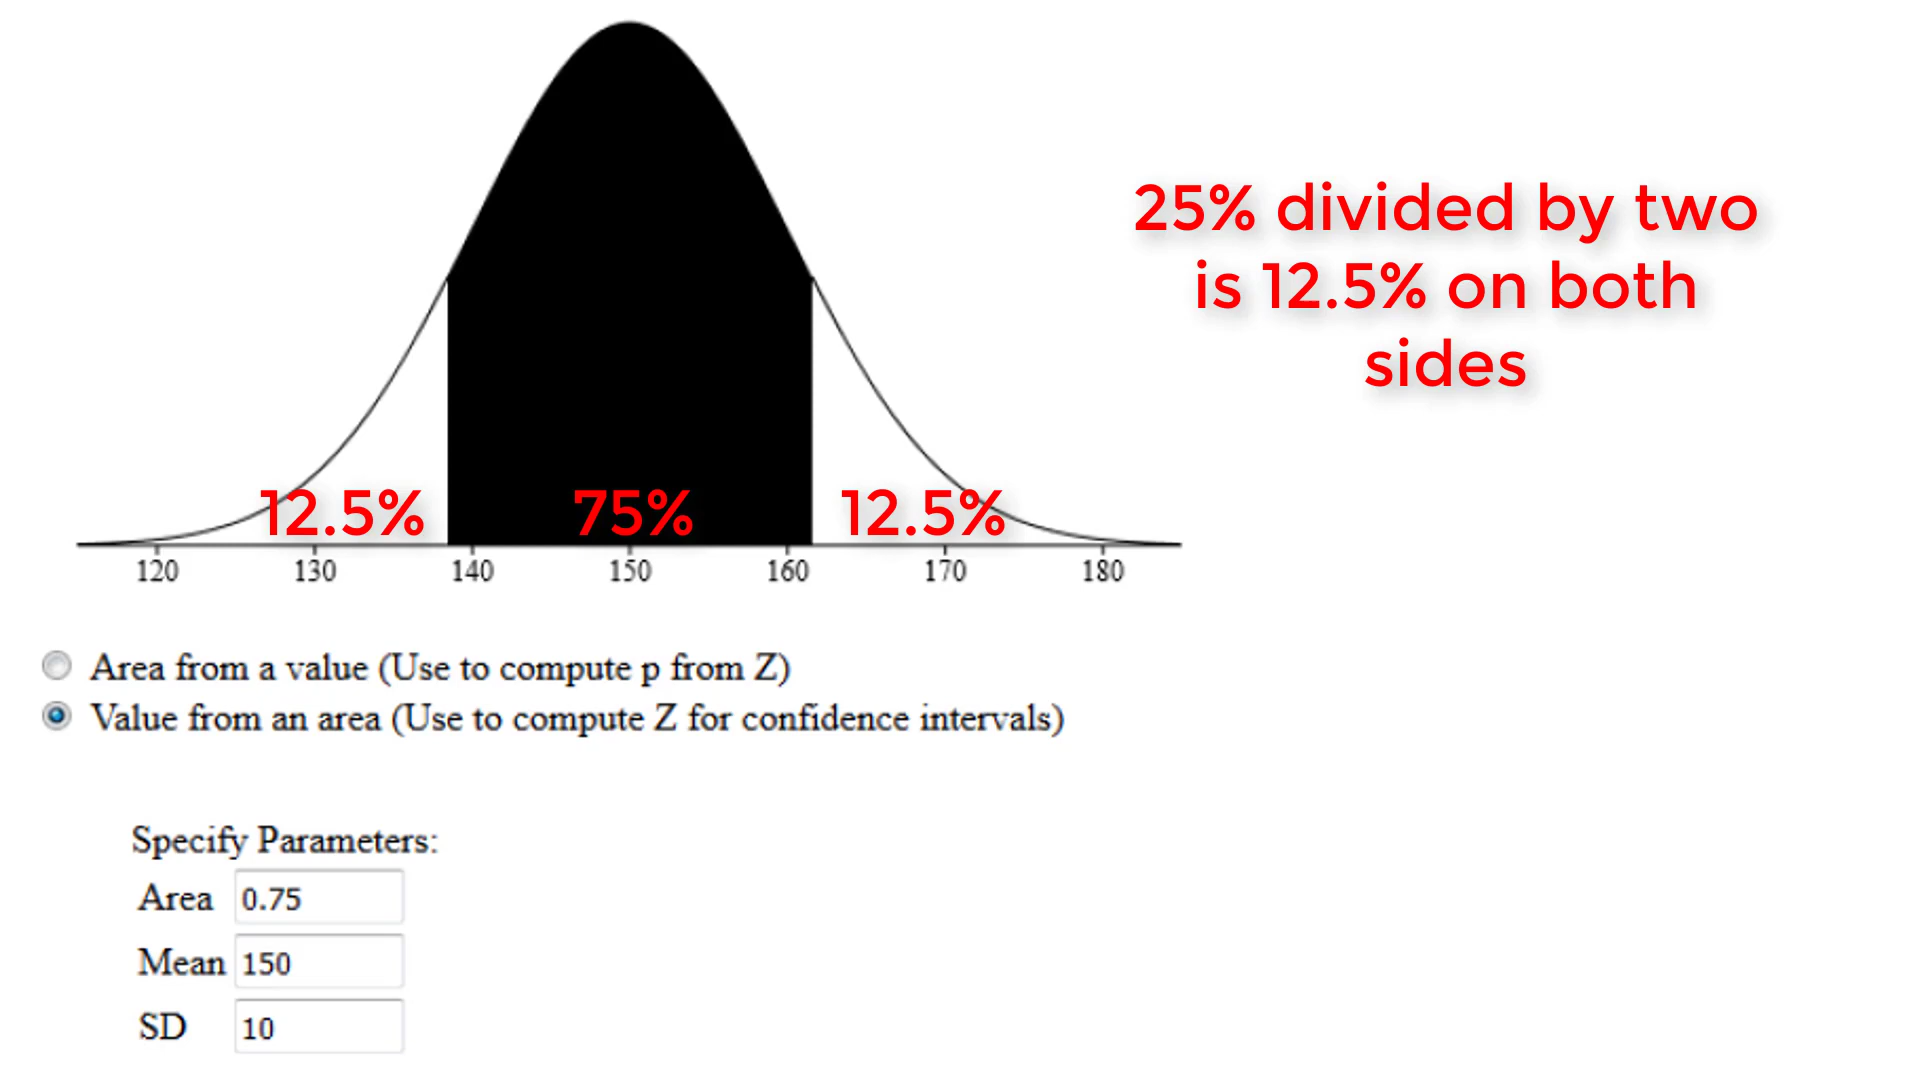 25% divided by two
is 12.5% on both
sides
12.5% 75% 12.5%
120 130 140 150 160 170 180
Area from a value (Use to compute p from Z)
Value from an area (Use to compute Z for confidence intervals)
Specify Parameters:
Area 0.75
Mean 150
SD 10